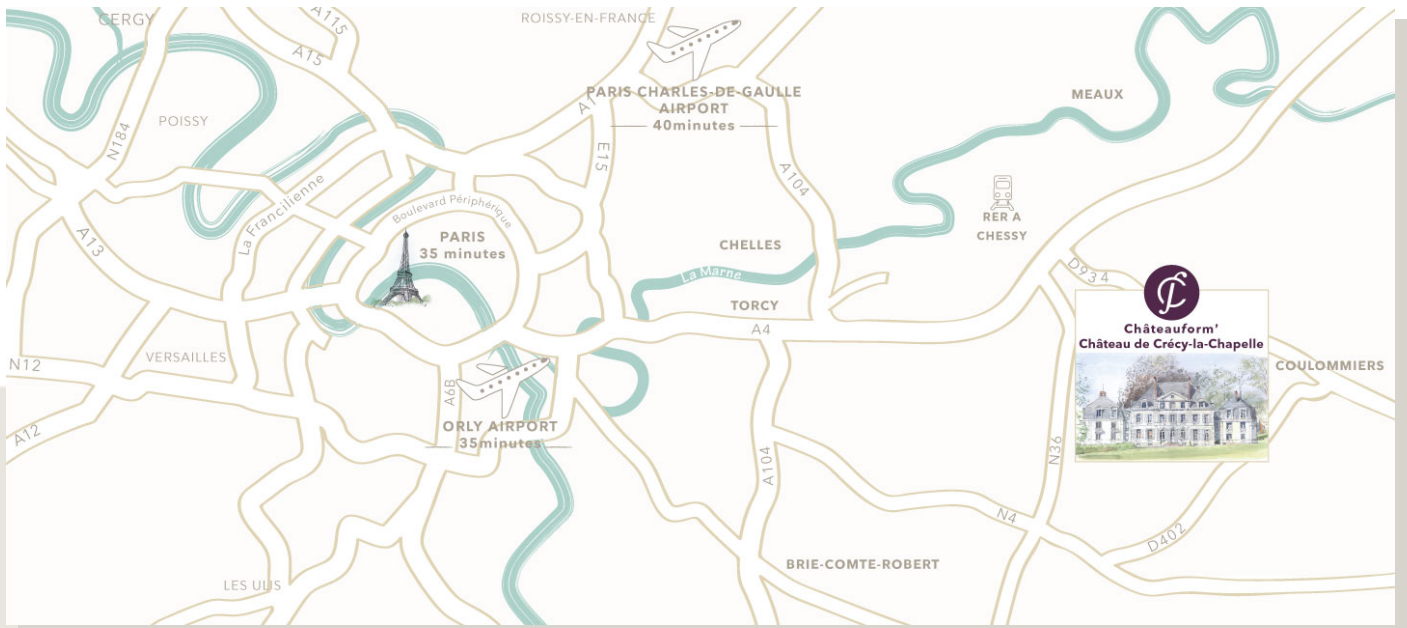 CERGY
A115
ROISSY-EN-FRANCE
A15
PARIS CHARLES-DE-GAULLE
AIRPORT
40minutes
A1
MEAUX
POISSY
N184
E15
A104
La Francilienne
Boulevard Périphérique
RER A
CHESSY
PARIS
35 minutes
CHELLES
A13
La Marne
D934
TORCY
A4
Châteauform'
Château de Crécy-la-Chapelle
VERSAILLES
N12
COULOMMIERS
A6B
ORLY AIRPORT
35minutes
A12
N36
A104
N4
D402
BRIE-COMTE-ROBERT
LES ULIS